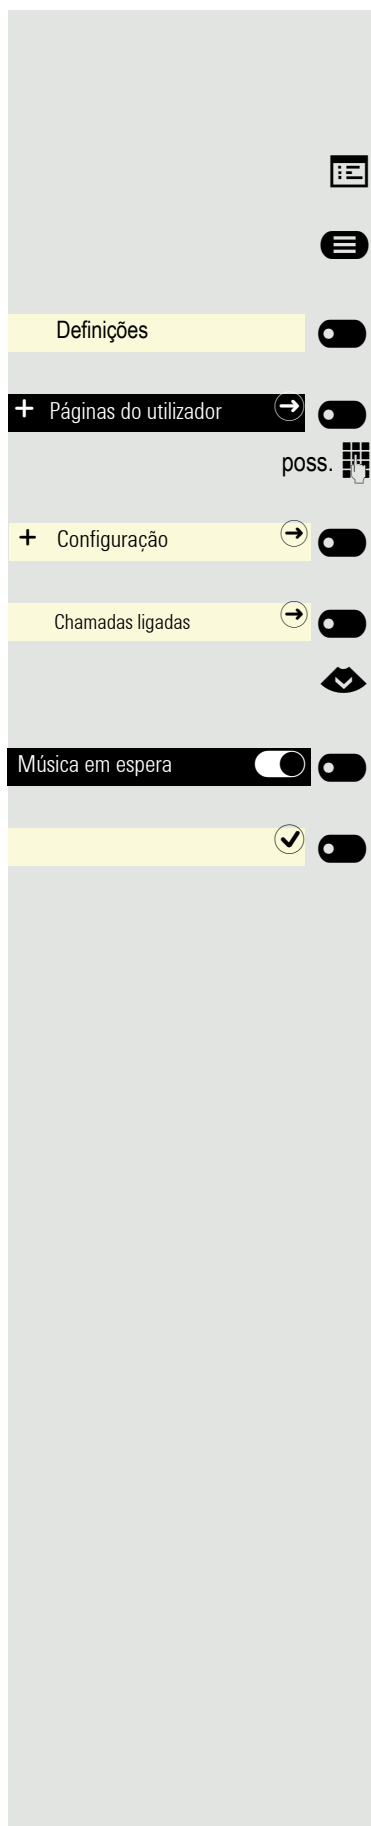 Definições
+ Páginas do utilizador
poss.
+ Configuração
Chamadas ligadas
Música em espera